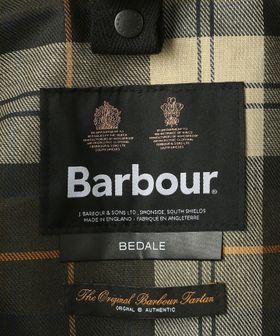 Barbour®
J. BARBOUR & SONS LTD., SIMONSIDE, SOUTH SHIELDS
MADE IN ENGLAND - FABRIQUE EN ANGLETERRE
BEDALE
The Original Barbour Tartan
ORIGINAL & AUTHENTIC